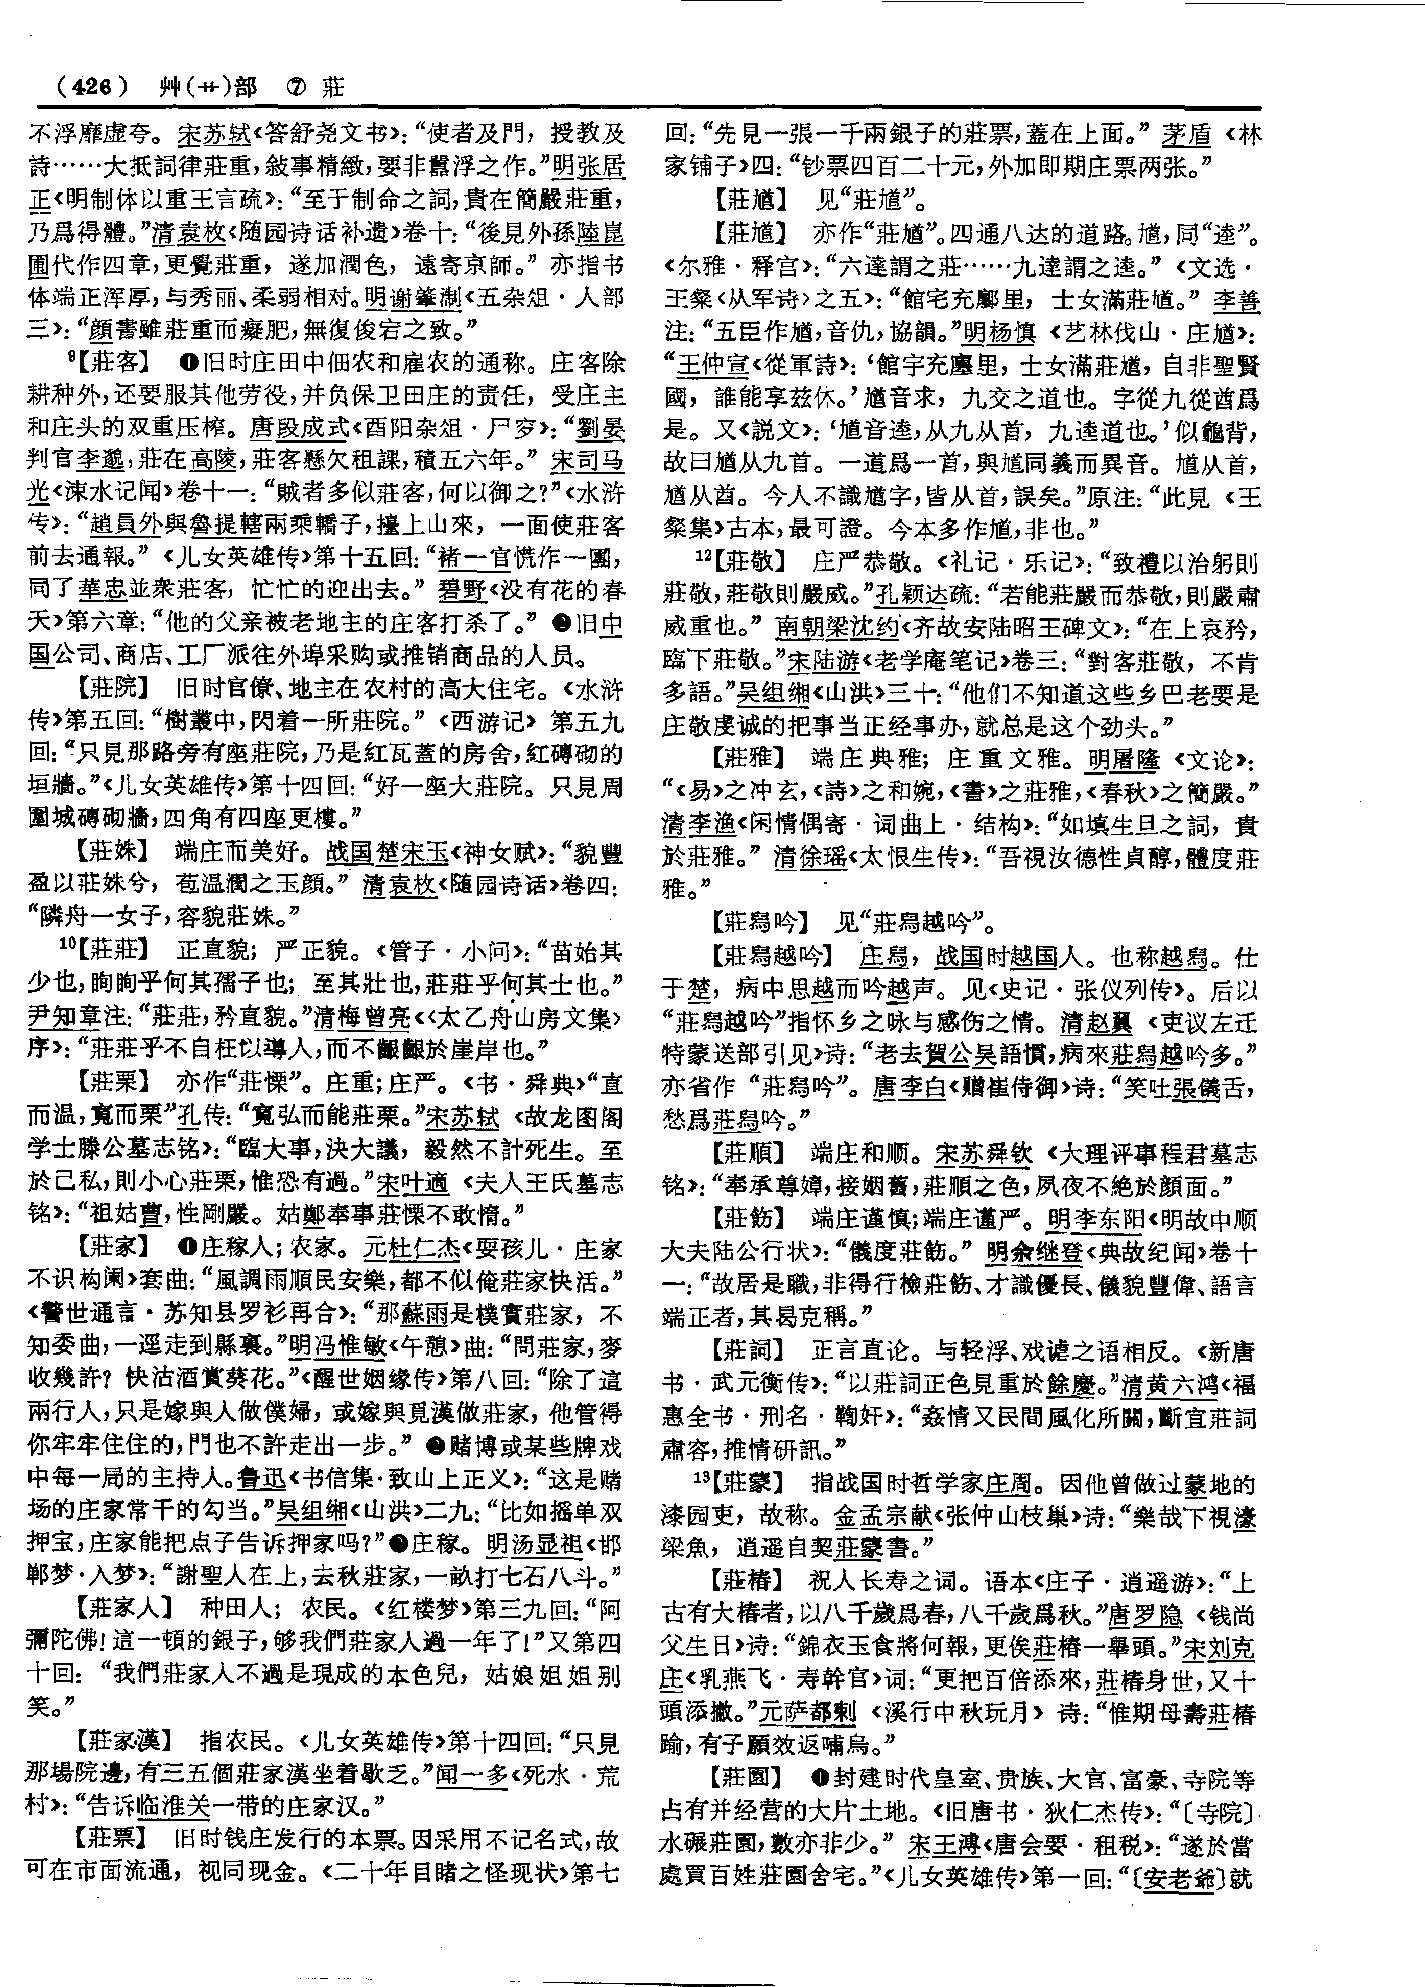 (426) 艸(艹)部 ⑦ 莊
不浮靡虚夸。宋苏轼《答舒尧文书》：“使者及門，授教及
詩……大抵詞律莊重，敍事精緻，要非囂浮之作。”明张居
正《明制体以重王言疏》：“至于制命之詞，貴在簡嚴莊重，
乃爲得體。”清袁枚《随园诗话补遗》卷十：“後見外孫陸崑
圃代作四章，更覺莊重，遂加潤色，遠寄京師。”亦指书
体端正浑厚，与秀丽、柔弱相对。明谢肇淛《五杂俎·人部
三》：“顔書雖莊重而癡肥，無復俊宕之致。”
⁹【莊客】 ❶旧时庄田中佃农和雇农的通称。庄客除
耕种外，还要服其他劳役，并负保卫田庄的责任，受庄主
和庄头的双重压榨。唐段成式《酉阳杂俎·尸穸》：“劉晏
判官李邈，莊在高陵，莊客懸欠租課，積五六年。”宋司马
光《涑水记闻》卷十一：“賊者多似莊客，何以御之？”《水浒
传》：“趙員外與魯提轄兩乘轎子，擡上山來，一面使莊客
前去通報。”《儿女英雄传》第十五回：“褚一官慌作一團，
同了華忠並衆莊客，忙忙的迎出去。”碧野《没有花的春
天》第六章：“他的父亲被老地主的庄客打杀了。”❷旧中
国公司、商店、工厂派往外埠采购或推销商品的人员。
【莊院】 旧时官僚、地主在农村的高大住宅。《水浒
传》第五回：“樹叢中，閃着一所莊院。”《西游记》第五九
回：“只見那路旁有座莊院，乃是紅瓦蓋的房舍，紅磚砌的
垣牆。”《儿女英雄传》第十四回：“好一座大莊院。只見周
圍城磚砌牆，四角有四座更樓。”
【莊姝】 端庄而美好。战国楚宋玉《神女赋》：“貌豐
盈以莊姝兮，苞温潤之玉顔。”清袁枚《随园诗话》卷四：
“隣舟一女子，容貌莊姝。”
¹⁰【莊莊】 正直貌；严正貌。《管子·小问》：“苗始其
少也，眴眴乎何其孺子也；至其壯也，莊莊乎何其士也。”
尹知章注：“莊莊，矜直貌。”清梅曾亮《〈太乙舟山房文集〉
序》：“莊莊乎不自枉以導人，而不齦齦於崖岸也。”
【莊栗】 亦作“莊慄”。庄重；庄严。《书·舜典》“直
而温，寬而栗”孔传：“寬弘而能莊栗。”宋苏轼《故龙图阁
学士滕公墓志铭》：“臨大事，決大議，毅然不計死生。至
於己私，則小心莊栗，惟恐有過。”宋叶適《夫人王氏墓志
铭》：“祖姑曹，性剛嚴。姑鄭奉事莊慄不敢惰。”
【莊家】 ❶庄稼人；农家。元杜仁杰《耍孩儿·庄家
不识构阑》套曲：“風調雨順民安樂，都不似俺莊家快活。”
《警世通言·苏知县罗衫再合》：“那蘇雨是樸實莊家，不
知委曲，一逕走到縣裏。”明冯惟敏《午憩》曲：“問莊家，麥
收幾許？快沽酒賞葵花。”《醒世姻缘传》第八回：“除了這
兩行人，只是嫁與人做僕婦，或嫁與覓漢做莊家，他管得
你牢牢住住的，門也不許走出一步。”❷赌博或某些牌戏
中每一局的主持人。鲁迅《书信集·致山上正义》：“这是赌
场的庄家常干的勾当。”吴组缃《山洪》二九：“比如摇单双
押宝，庄家能把点子告诉押家吗？”❸庄稼。明汤显祖《邯
郸梦·入梦》：“謝聖人在上，去秋莊家，一畝打七石八斗。”
【莊家人】 种田人；农民。《红楼梦》第三九回：“阿
彌陀佛！這一頓的銀子，够我們莊家人過一年了！”又第四
十回：“我們莊家人不過是現成的本色兒，姑娘姐姐别
笑。”
【莊家漢】 指农民。《儿女英雄传》第十四回：“只見
那場院邊，有三五個莊家漢坐着歇乏。”闻一多《死水·荒
村》：“告诉临淮关一带的庄家汉。”
【莊票】 旧时钱庄发行的本票。因采用不记名式，故
可在市面流通，视同现金。《二十年目睹之怪现状》第七
回：“先見一張一千兩銀子的莊票，蓋在上面。”茅盾《林
家铺子》四：“钞票四百二十元，外加即期庄票两张。”
【莊馗】 见“莊馗”。
【莊馗】 亦作“莊馗”。四通八达的道路。馗，同“逵”。
《尔雅·释宫》：“六達謂之莊……九達謂之逵。”《文选·
王粲〈从军诗〉之五》：“館宅充鄽里，士女滿莊馗。”李善
注：“五臣作馗，音仇，協韻。”明杨慎《艺林伐山·庄馗》：
“王仲宣《從軍詩》：‘館宇充廛里，士女滿莊馗，自非聖賢
國，誰能享兹休。’馗音求，九交之道也。字從九從酋爲
是。又《説文》：‘馗音逵，从九从首，九逵道也。’似龜背，
故曰馗从九首。一道爲一首，與馗同義而異音。馗从首，
馗从酋。今人不識馗字，皆从首，誤矣。”原注：“此見《王
粲集》古本，最可證。今本多作馗，非也。”
¹²【莊敬】 庄严恭敬。《礼记·乐记》：“致禮以治躬則
莊敬，莊敬則嚴威。”孔颖达疏：“若能莊嚴而恭敬，則嚴肅
威重也。”南朝梁沈约《齐故安陆昭王碑文》：“在上哀矜，
臨下莊敬。”宋陆游《老学庵笔记》卷三：“對客莊敬，不肯
多語。”吴组缃《山洪》三十：“他们不知道这些乡巴老要是
庄敬虔诚的把事当正经事办，就总是这个劲头。”
【莊雅】 端庄典雅；庄重文雅。明屠隆《文论》：
“《易》之冲玄，《詩》之和婉，《書》之莊雅，《春秋》之簡嚴。”
清李渔《闲情偶寄·词曲上·结构》：“如填生旦之詞，貴
於莊雅。”清徐瑶《太恨生传》：“吾視汝德性貞醇，體度莊
雅。”
【莊舄吟】 见“莊舄越吟”。
【莊舄越吟】 庄舄，战国时越国人。也称越舄。仕
于楚，病中思越而吟越声。见《史记·张仪列传》。后以
“莊舄越吟”指怀乡之咏与感伤之情。清赵翼《吏议左迁
特蒙送部引见》诗：“老去賀公吴語慣，病來莊舄越吟多。”
亦省作“莊舄吟”。唐李白《赠崔侍御》诗：“笑吐張儀舌，
愁爲莊舄吟。”
【莊順】 端庄和顺。宋苏舜钦《大理评事程君墓志
铭》：“奉承尊嫜，接姻舊，莊順之色，夙夜不絶於顔面。”
【莊飭】 端庄谨慎；端庄谨严。明李东阳《明故中顺
大夫陆公行状》：“儀度莊飭。”明余继登《典故纪闻》卷十
一：“故居是職，非得行檢莊飭、才識優長、儀貌豐偉、語言
端正者，其曷克稱。”
【莊詞】 正言直论。与轻浮、戏谑之语相反。《新唐
书·武元衡传》：“以莊詞正色見重於餘慶。”清黄六鸿《福
惠全书·刑名·鞫奸》：“姦情又民間風化所關，斷宜莊詞
肅容，推情研訊。”
¹³【莊蒙】 指战国时哲学家庄周。因他曾做过蒙地的
漆园吏，故称。金孟宗献《张仲山枝巢》诗：“樂哉下視濠
梁魚，逍遥自契莊蒙書。”
【莊椿】 祝人长寿之词。语本《庄子·逍遥游》：“上
古有大椿者，以八千歲爲春，八千歲爲秋。”唐罗隐《钱尚
父生日》诗：“錦衣玉食將何報，更俟莊椿一舉頭。”宋刘克
庄《乳燕飞·寿幹官》词：“更把百倍添來，莊椿身世，又十
頭添撇。”元萨都剌《溪行中秋玩月》诗：“惟期母壽莊椿
踰，有子願效返哺烏。”
【莊園】 ❶封建时代皇室、贵族、大官、富豪、寺院等
占有并经营的大片土地。《旧唐书·狄仁杰传》：“〔寺院〕
水碾莊園，數亦非少。”宋王溥《唐会要·租税》：“遂於當
處買百姓莊園舍宅。”《儿女英雄传》第一回：“〔安老爺〕就